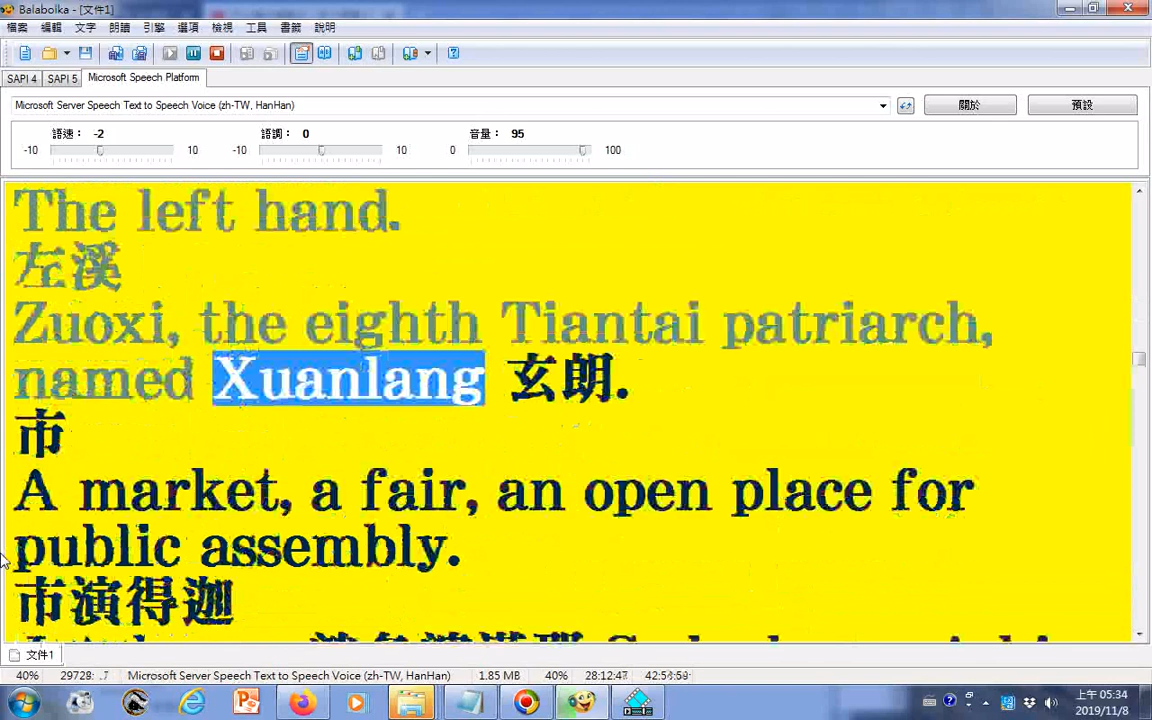 Balabolka - [文件1]
檔案 編輯 文字 朗讀 引擎 選項 檢視 工具 書籤 說明
SAPI 4 SAPI 5 Microsoft Speech Platform
Microsoft Server Speech Text to Speech Voice (zh-TW, HanHan) 關於 預設
語速： -2 語調： 0 音量： 95
-10 10 -10 10 0 100
The left hand.
左溪
Zuoxi, the eighth Tiantai patriarch,
named Xuanlang 玄朗.
市
A market, a fair, an open place for
public assembly.
市演得迦
文件1
40% Microsoft Server Speech Text to Speech Voice (zh-TW, HanHan) 1.85 MB 40% 28:12:47
上午 05:34
2019/11/8